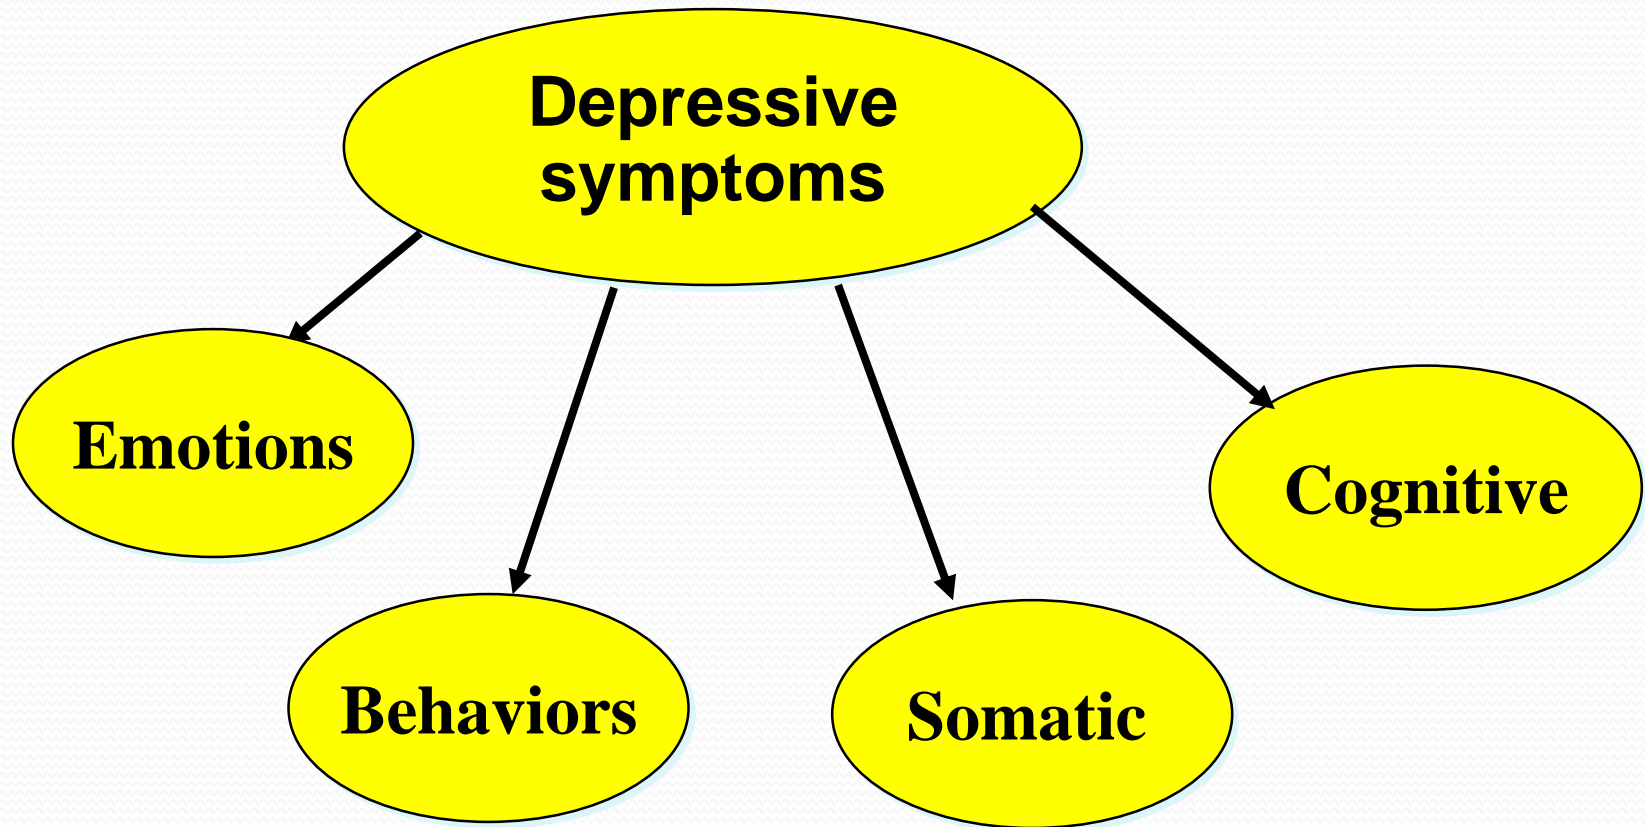 Depressive
symptoms
Emotions
Cognitive
Behaviors
Somatic